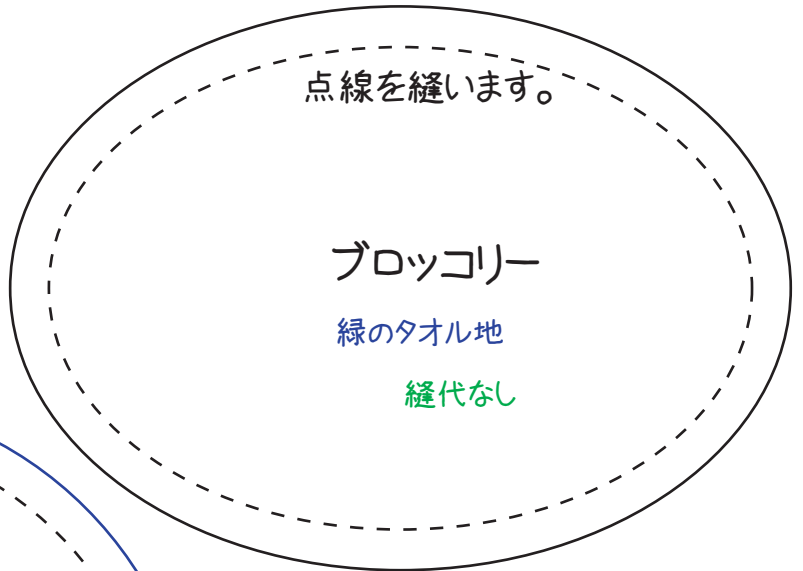 点線を縫います。
ブロッコリー
緑のタオル地
縫代なし